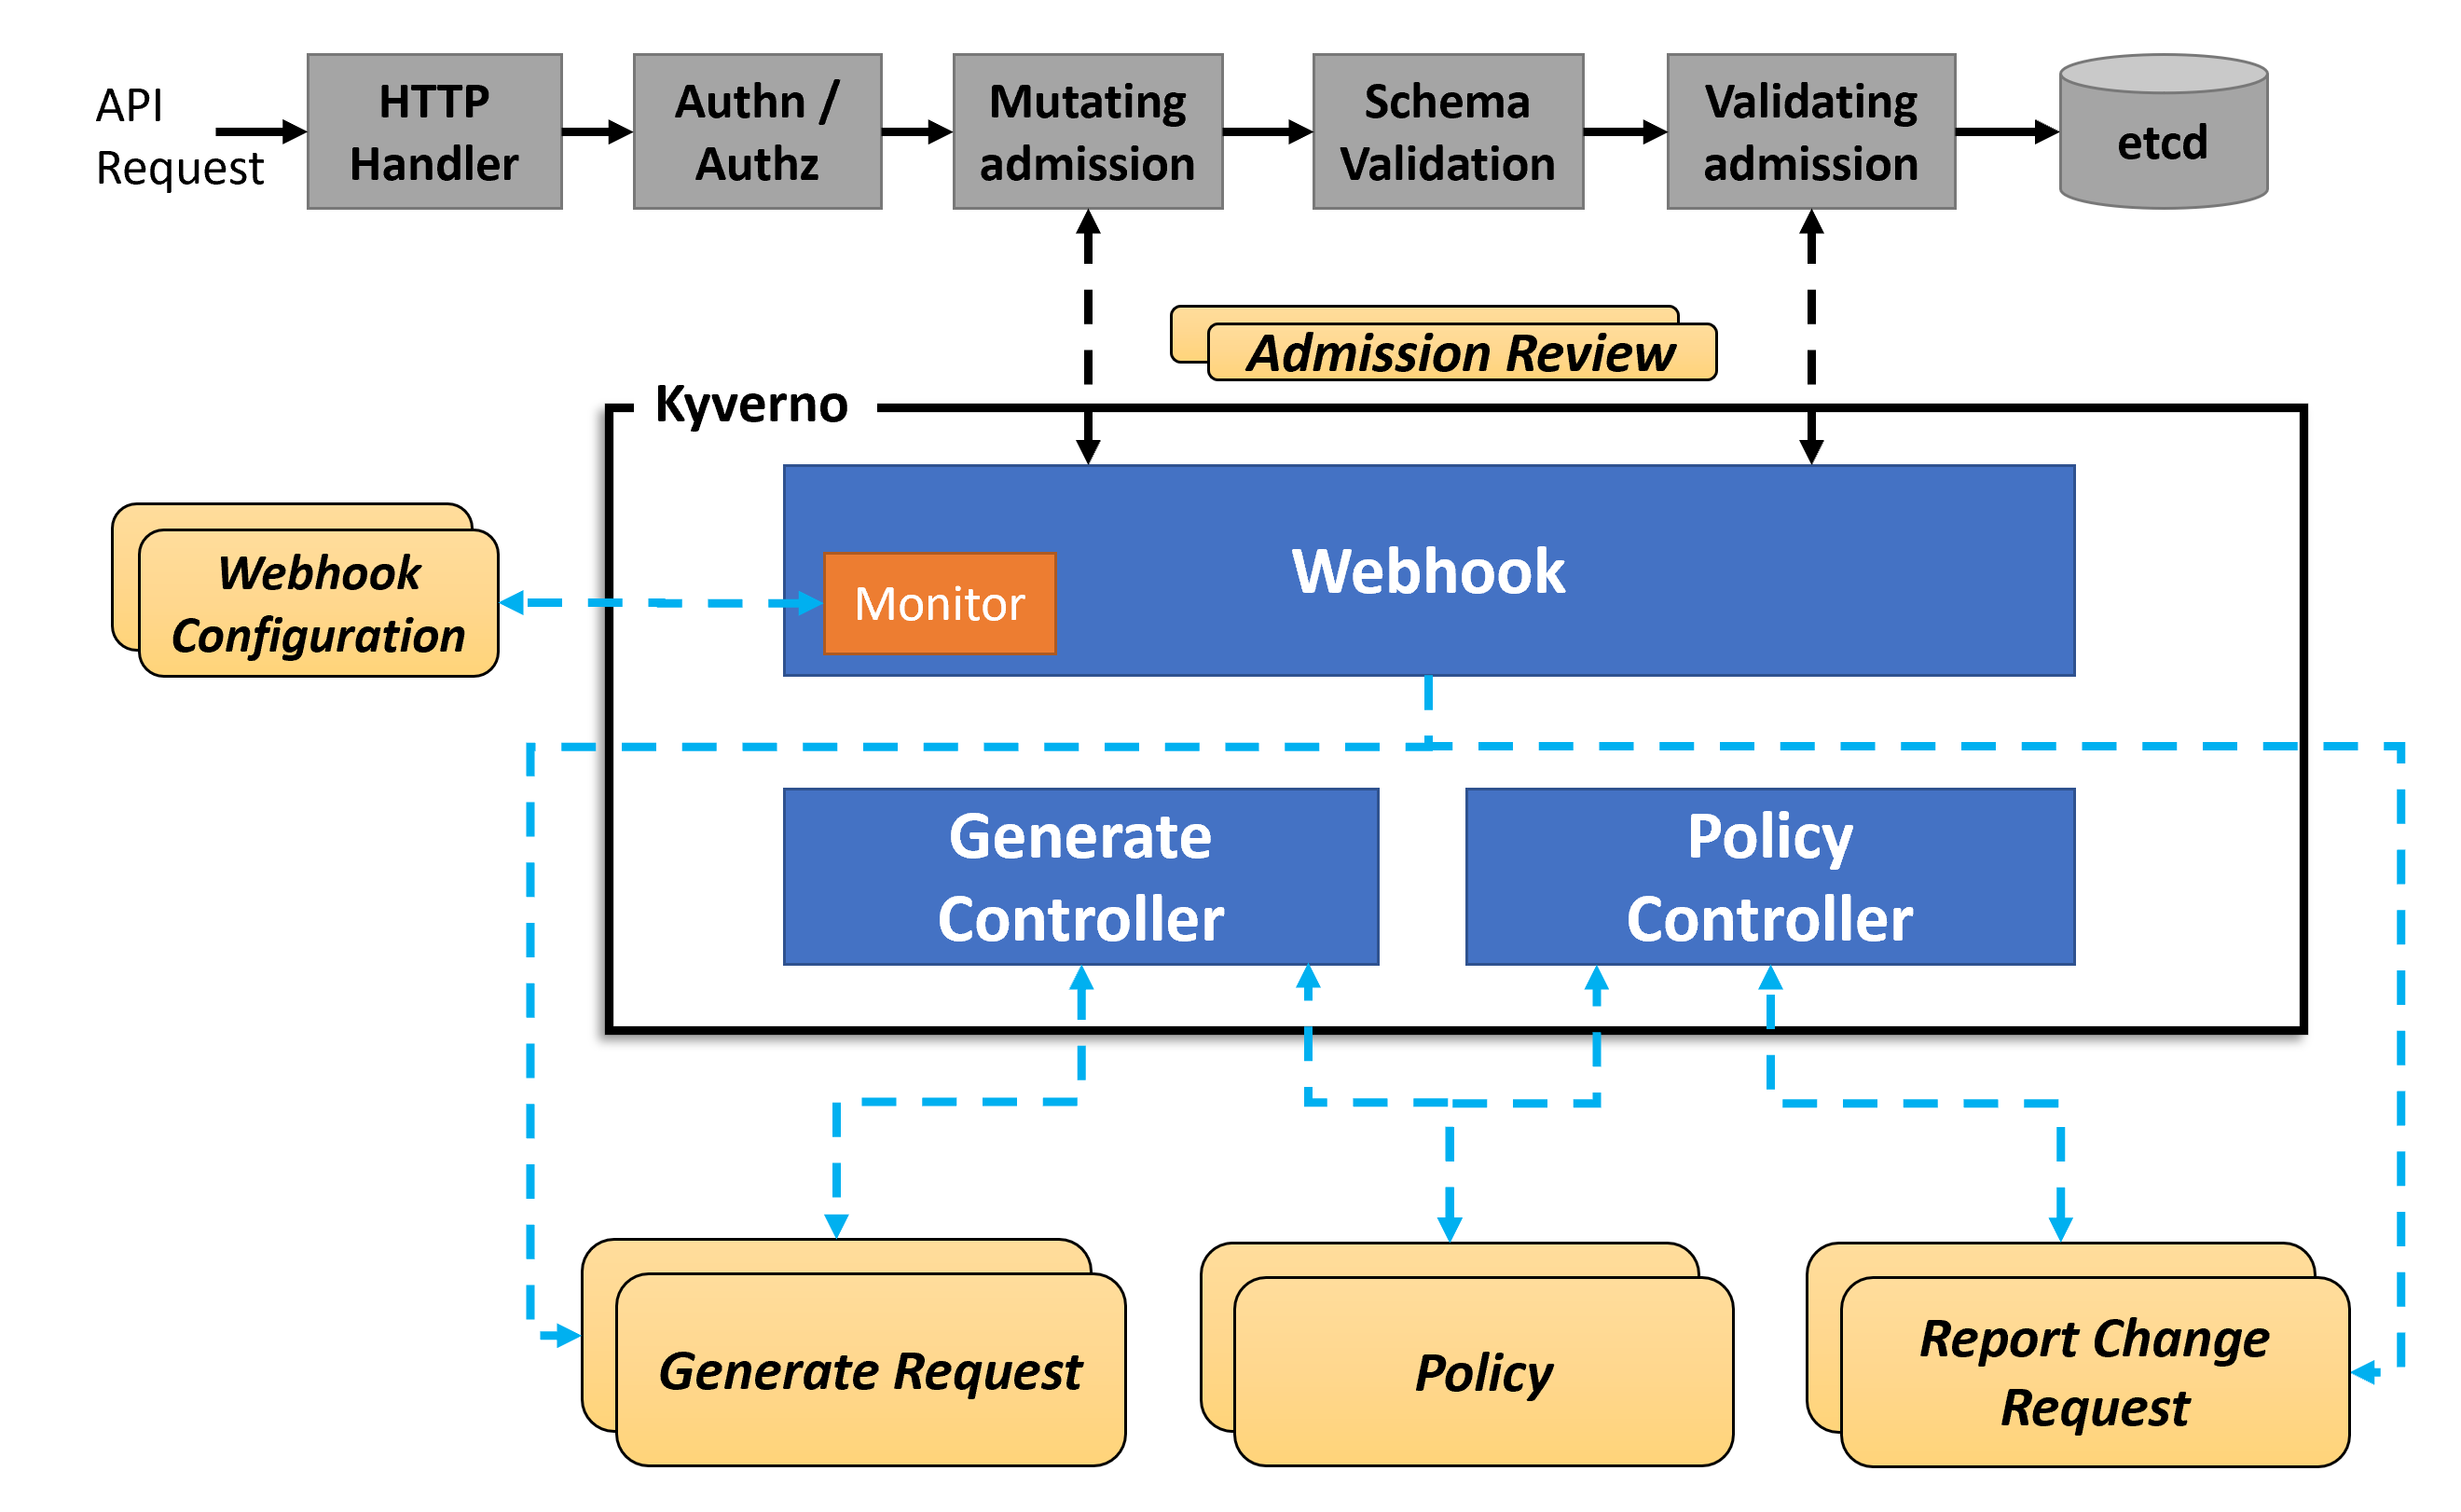 API
Request
HTTP
Handler
Authn /
Authz
Mutating
admission
Schema
Validation
Validating
admission
etcd
Admission Review
Kyverno
Webhook
Configuration
Monitor
Webhook
Generate
Controller
Policy
Controller
Generate Request
Policy
Report Change
Request